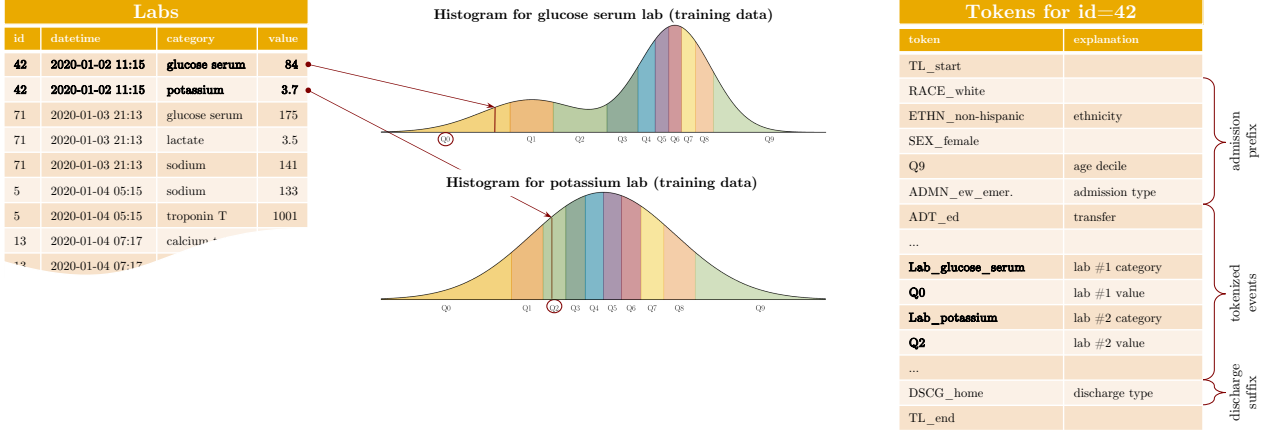 Labs
id datetime category value
42 2020-01-02 11:15 glucose serum 84
42 2020-01-02 11:15 potassium 3.7
71 2020-01-03 21:13 glucose serum 175
71 2020-01-03 21:13 lactate 3.5
71 2020-01-03 21:13 sodium 141
5 2020-01-04 05:15 sodium 133
5 2020-01-04 05:15 troponin T 1001
13 2020-01-04 07:17 calcium
13 2020-01-04 07:17
Histogram for glucose serum lab (training data)
Q0 Q1 Q2 Q3 Q4 Q5 Q6 Q7 Q8 Q9
Histogram for potassium lab (training data)
Q0 Q1 Q2 Q3 Q4 Q5 Q6 Q7 Q8 Q9
Tokens for id=42
token explanation
TL_start
RACE_white
ETHN_non-hispanic ethnicity
SEX_female
Q9 age decile
ADMN_ew_emer. admission type
ADT_ed transfer
...
Lab_glucose_serum lab #1 category
Q0 lab #1 value
Lab_potassium lab #2 category
Q2 lab #2 value
...
DSCG_home discharge type
TL_end
admission
prefix
tokenized
events
discharge
suffix